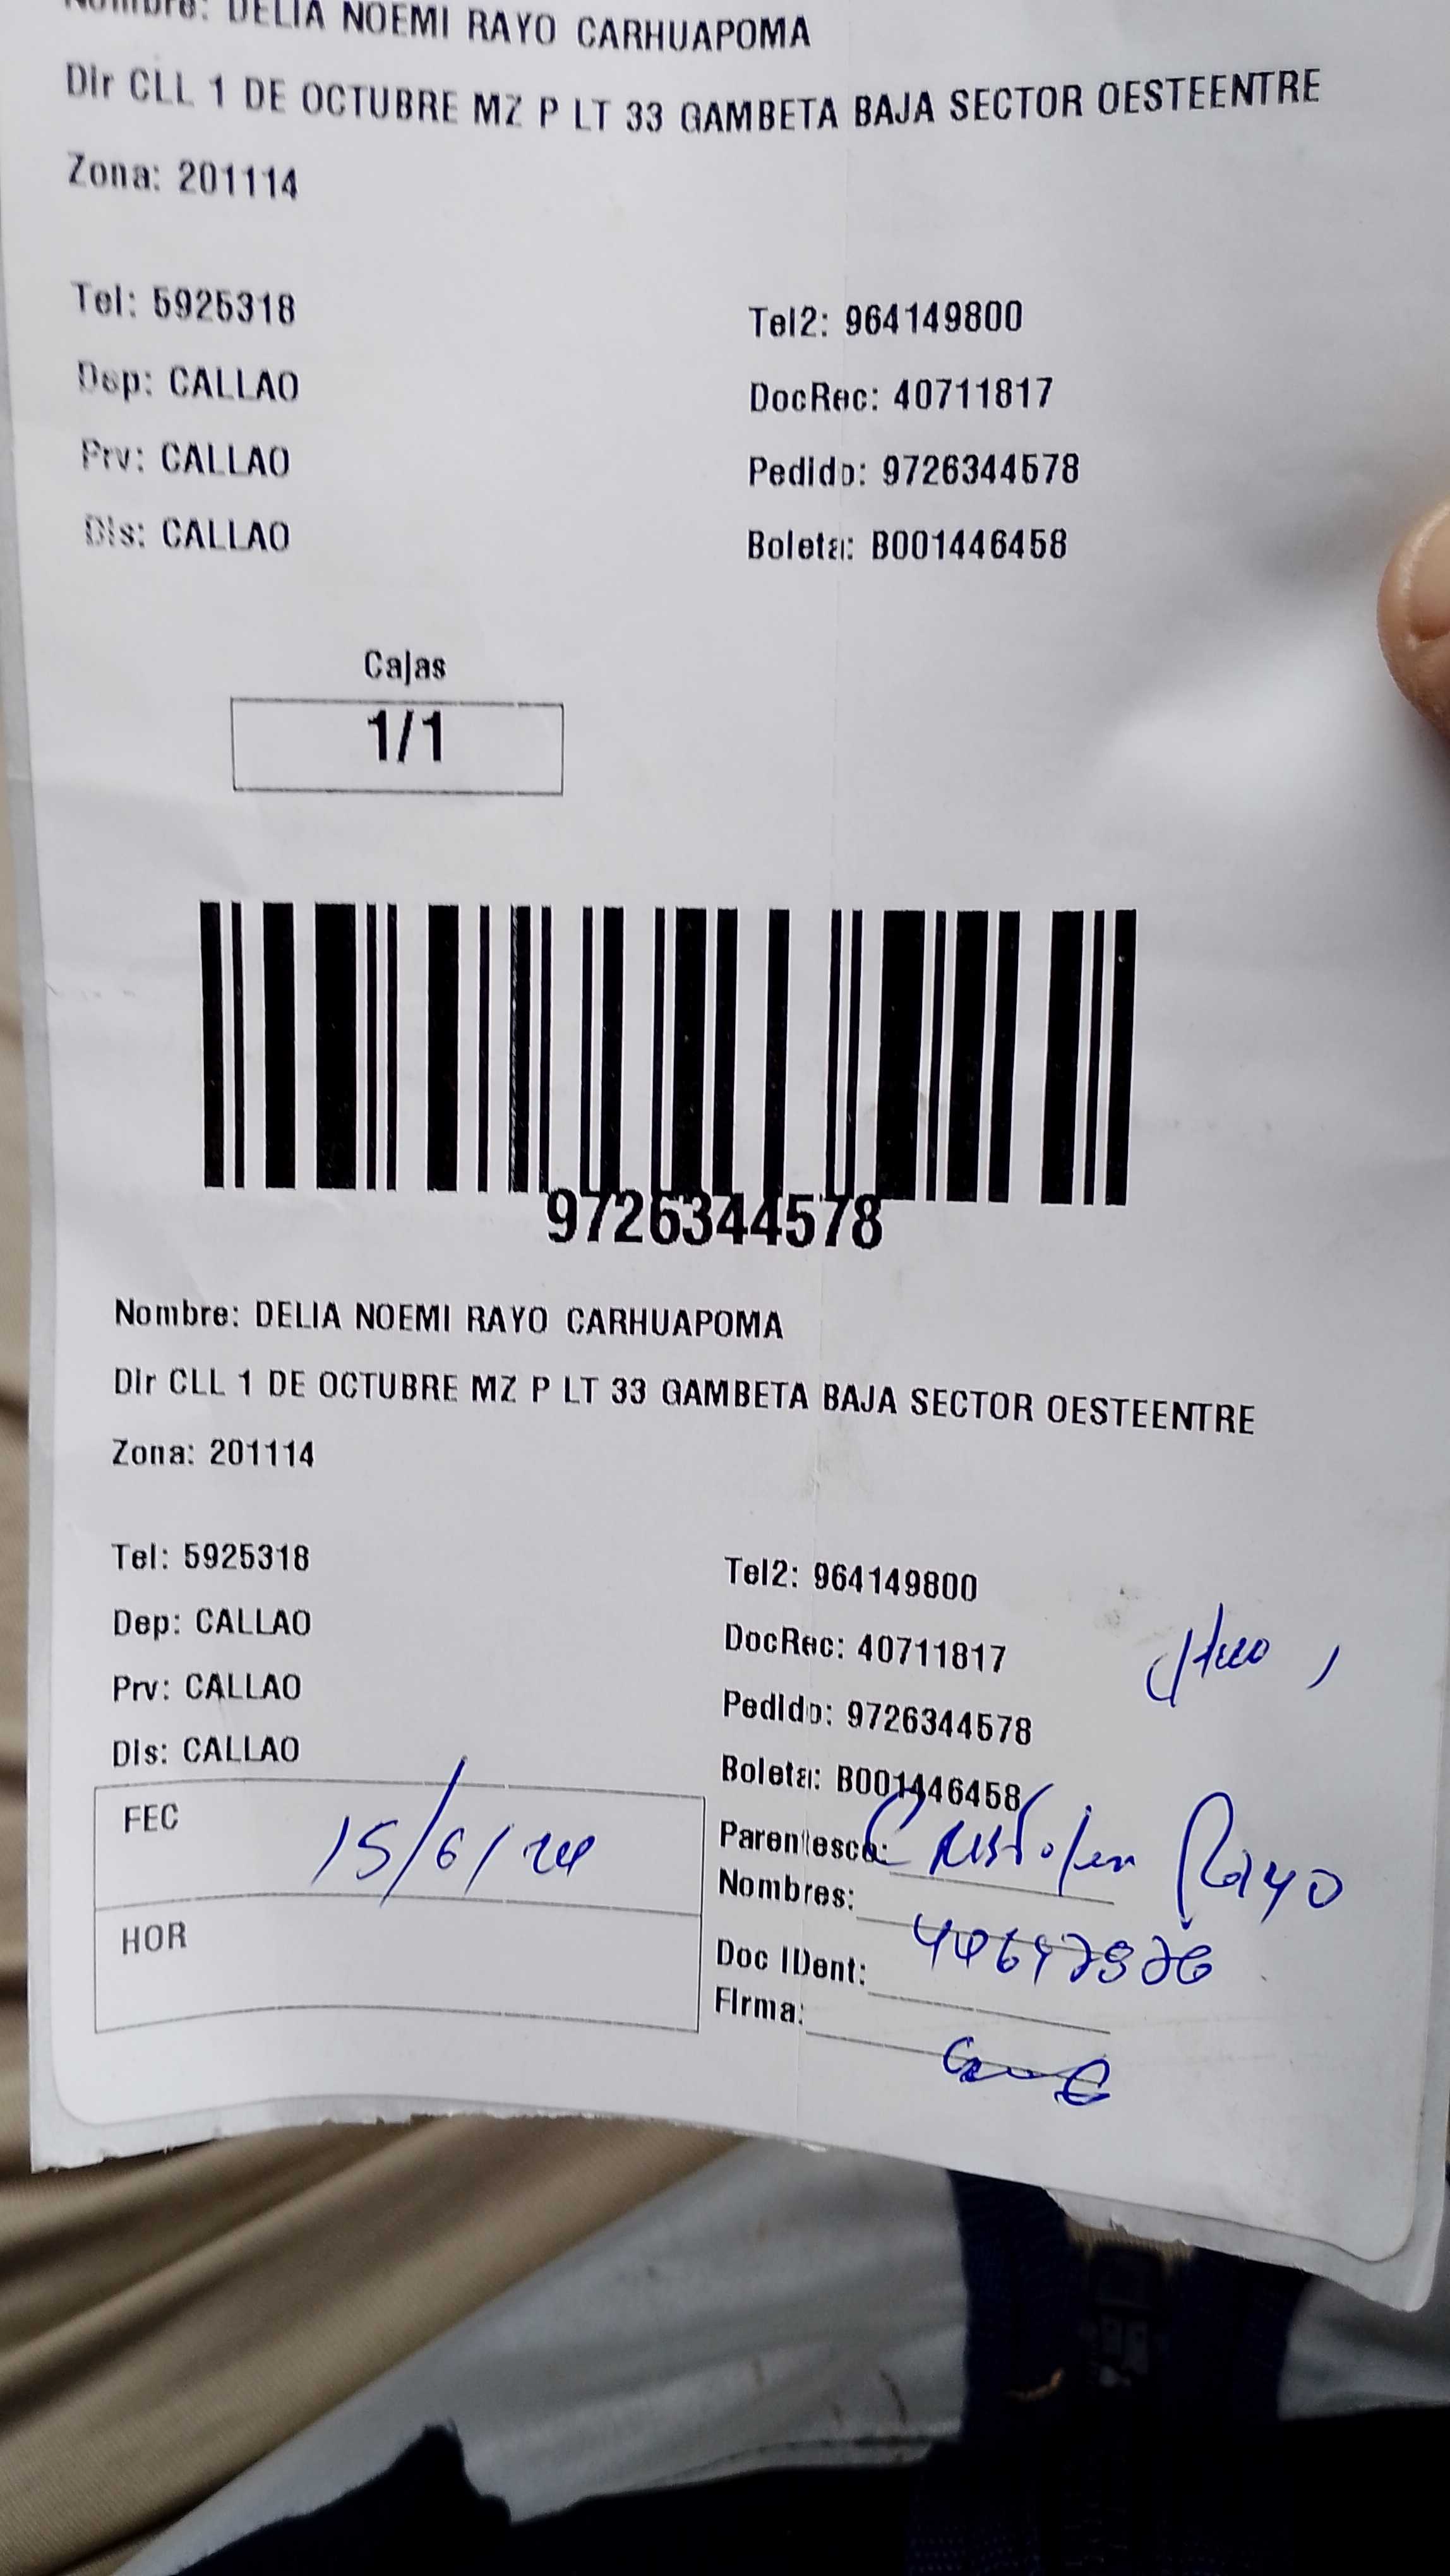 Nombre: DELIA NOEMI RAYO CARHUAPOMA
Dir CLL 1 DE OCTUBRE MZ P LT 33 GAMBETA BAJA SECTOR OESTEENTRE
Zona: 201114
Tel: 5925318 Tel2: 964149800
Dep: CALLAO DocRec: 40711817
Prv: CALLAO Pedido: 9726344578
Dis: CALLAO Boleta: B001446458
Cajas
1/1
9726344578
Nombre: DELIA NOEMI RAYO CARHUAPOMA
Dir CLL 1 DE OCTUBRE MZ P LT 33 GAMBETA BAJA SECTOR OESTEENTRE
Zona: 201114
Tel: 5925318 Tel2: 964149800
Dep: CALLAO DocRec: 40711817
Prv: CALLAO Pedido: 9726344578
Dis: CALLAO Boleta: B001446458
FEC 15/6/24 Parentesco: Cristofer Rayo
Nombres:
HOR Doc IDent:
Firma: